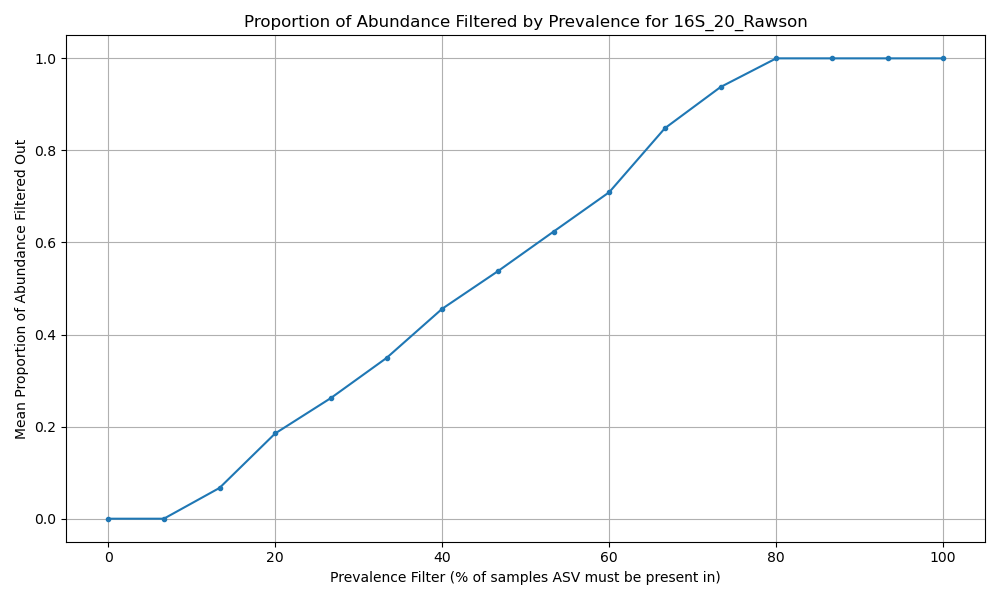 Proportion of Abundance Filtered by Prevalence for 16S_20_Rawson
Mean Proportion of Abundance Filtered Out
1.0
0.8
0.6
0.4
0.2
0.0
0 20 40 60 80 100
Prevalence Filter (% of samples ASV must be present in)